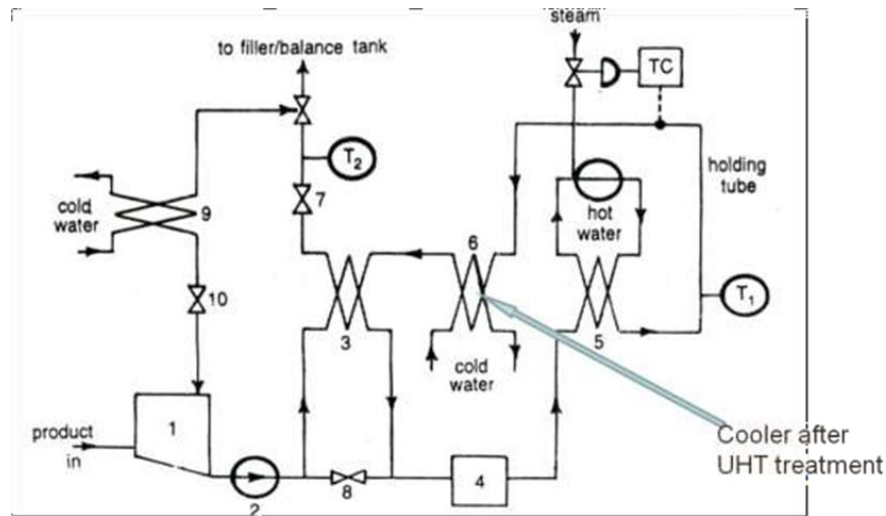 steam
to filler/balance tank
TC
T2
holding
tube
cold
water
9
7
6
hot
water
10
3
5
T1
cold
water
1
product
in
2
8
4
Cooler after
UHT treatment